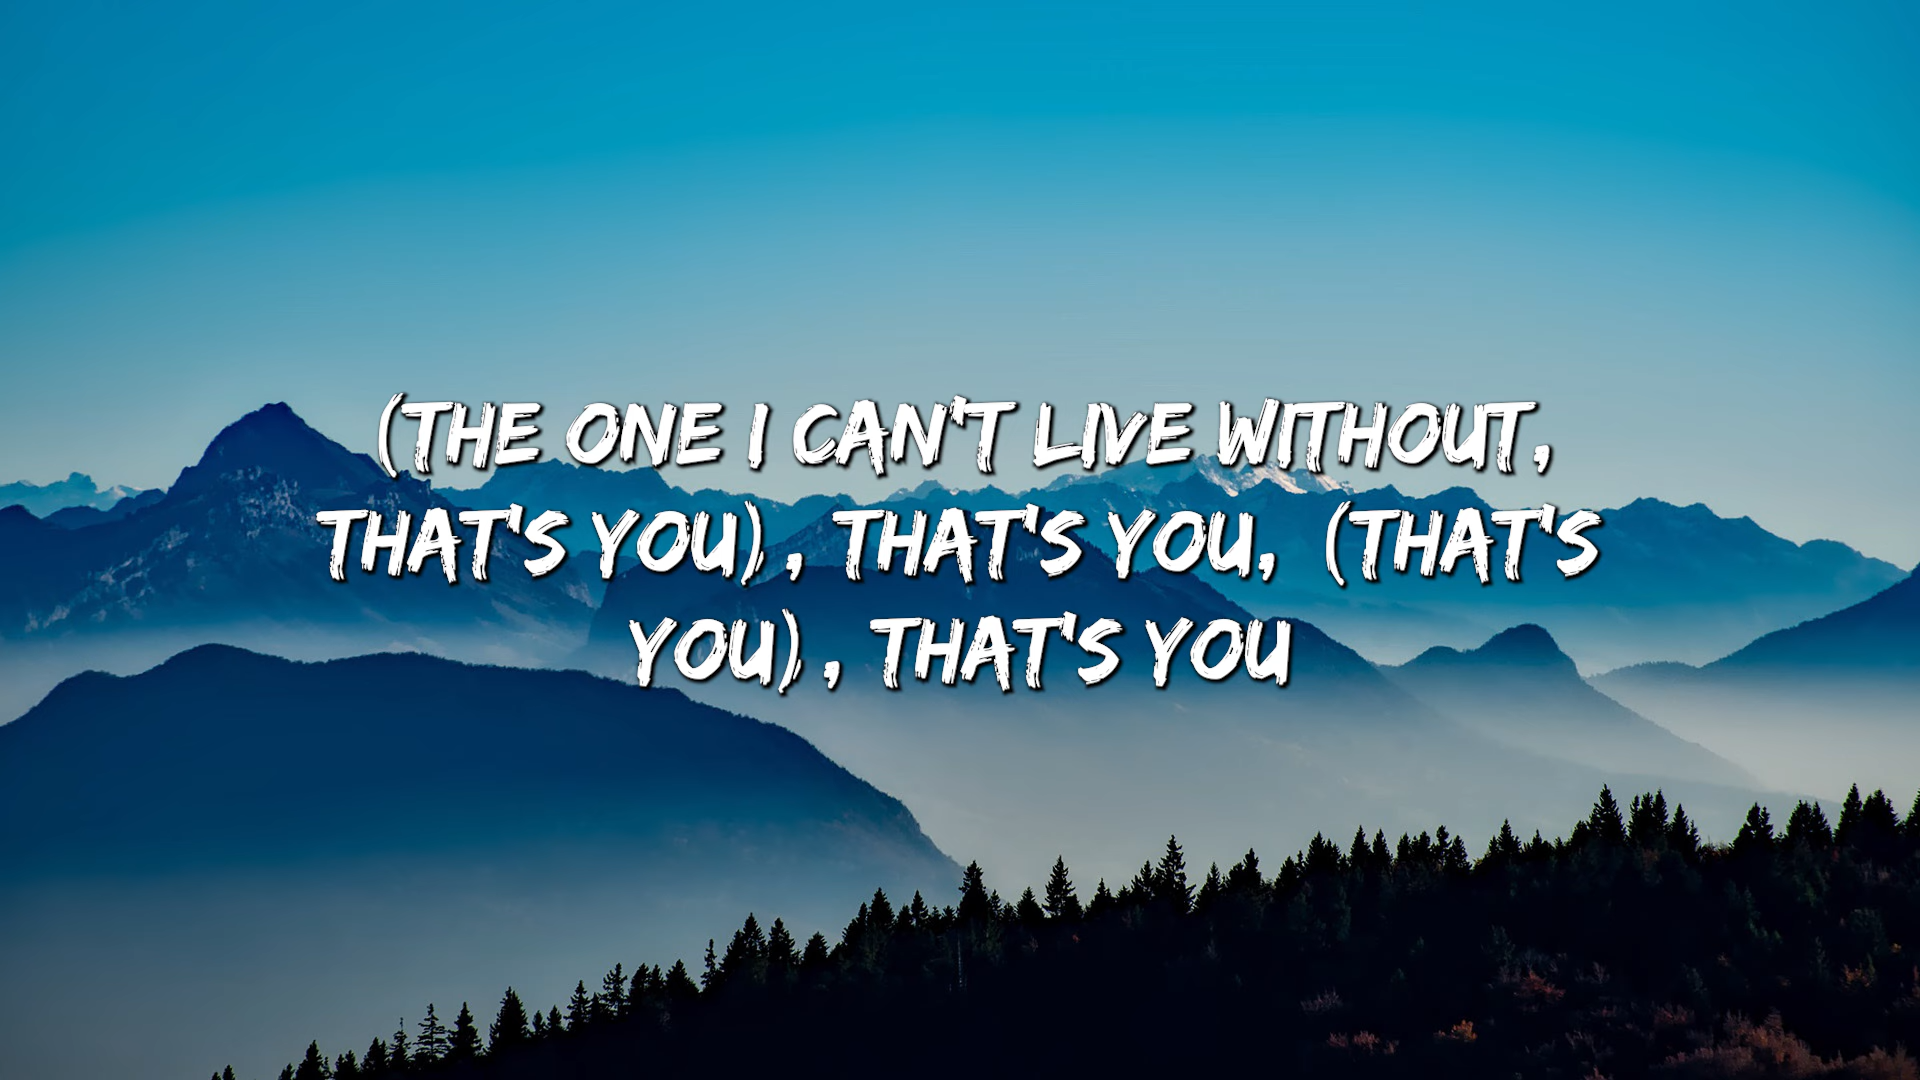 (THE ONE I CAN'T LIVE WITHOUT,
THAT'S YOU), THAT'S YOU, (THAT'S
YOU), THAT'S YOU